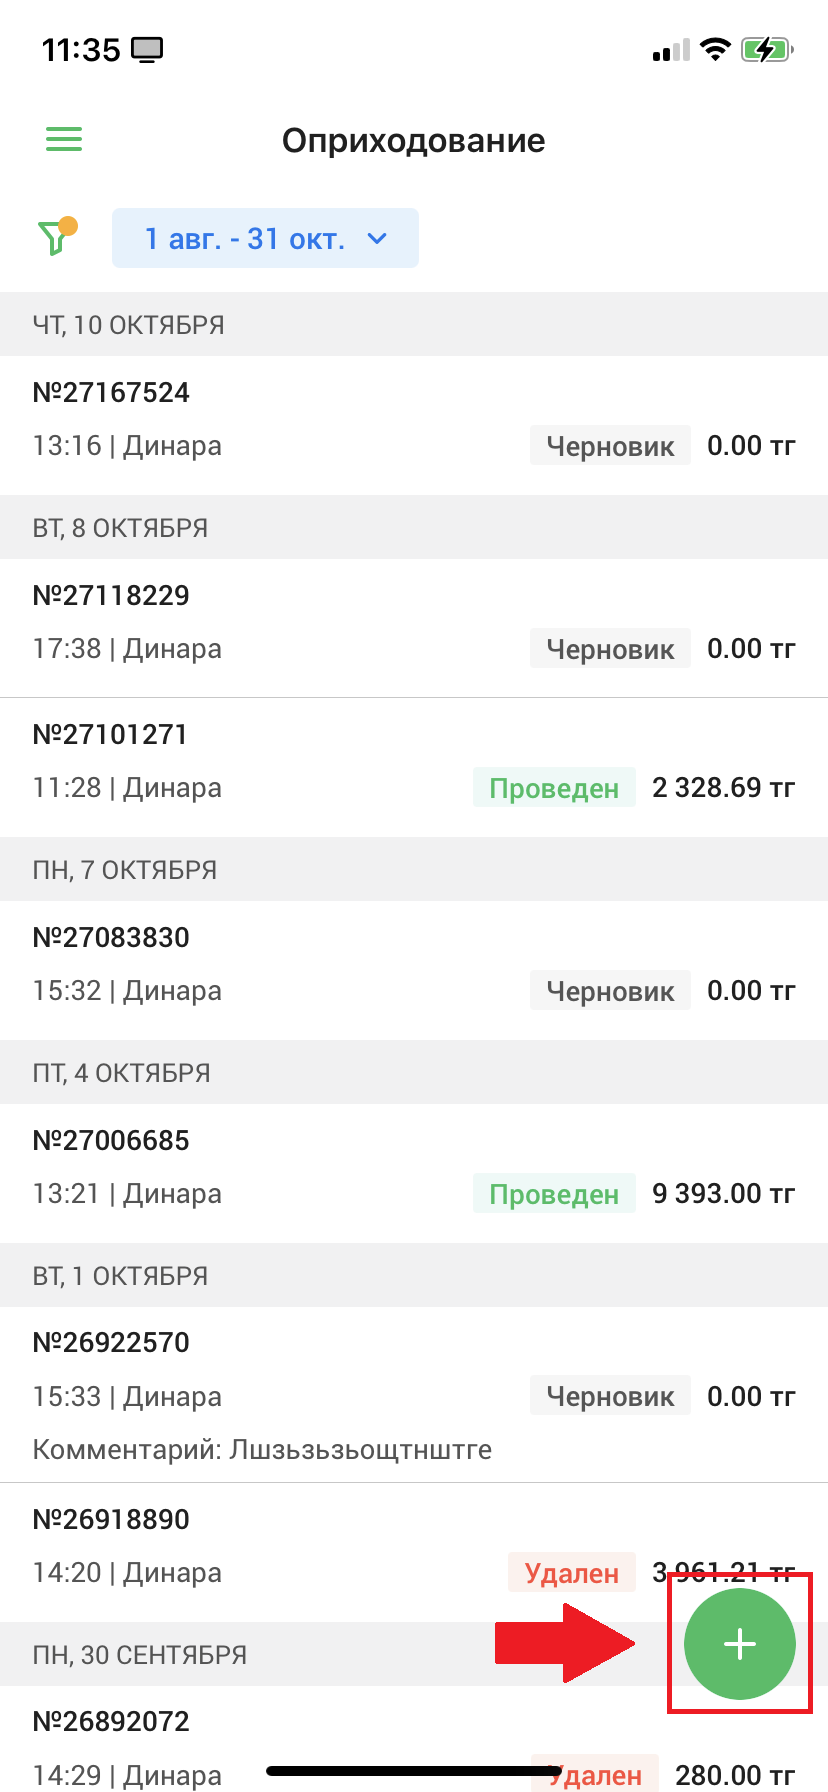 11:35
Оприходование
1 авг. - 31 окт.
ЧТ, 10 ОКТЯБРЯ
№27167524
13:16 | Динара Черновик 0.00 тг
ВТ, 8 ОКТЯБРЯ
№27118229
17:38 | Динара Черновик 0.00 тг
№27101271
11:28 | Динара Проведен 2 328.69 тг
ПН, 7 ОКТЯБРЯ
№27083830
15:32 | Динара Черновик 0.00 тг
ПТ, 4 ОКТЯБРЯ
№27006685
13:21 | Динара Проведен 9 393.00 тг
ВТ, 1 ОКТЯБРЯ
№26922570
15:33 | Динара Черновик 0.00 тг
Комментарий: Лшзьзьзьощтнштге
№26918890
14:20 | Динара Удален 3 961.21 тг
ПН, 30 СЕНТЯБРЯ
№26892072
14:29 | Динара Удален 280.00 тг